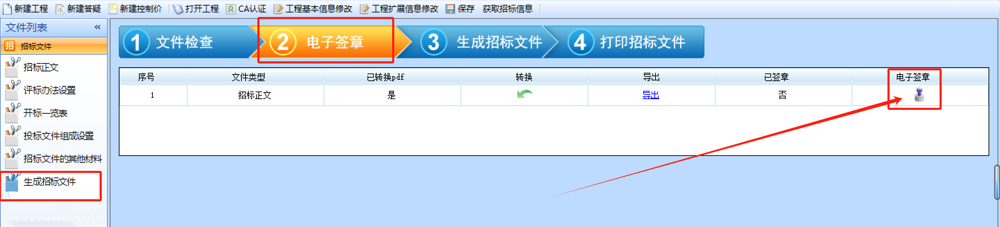 新建工程 新建答疑 新建控制价 打开工程 CA认证 工程基本信息修改 工程扩展信息修改 保存 获取招标信息
文件列表 «
招 招标文件
招标正文
评标办法设置
开标一览表
投标文件组成设置
招标文件的其他材料
生成招标文件
1 文件检查 2 电子签章 3 生成招标文件 4 打印招标文件
序号 文件类型 已转换pdf 转换 导出 已签章 电子签章
1 招标正文 是 导出 否